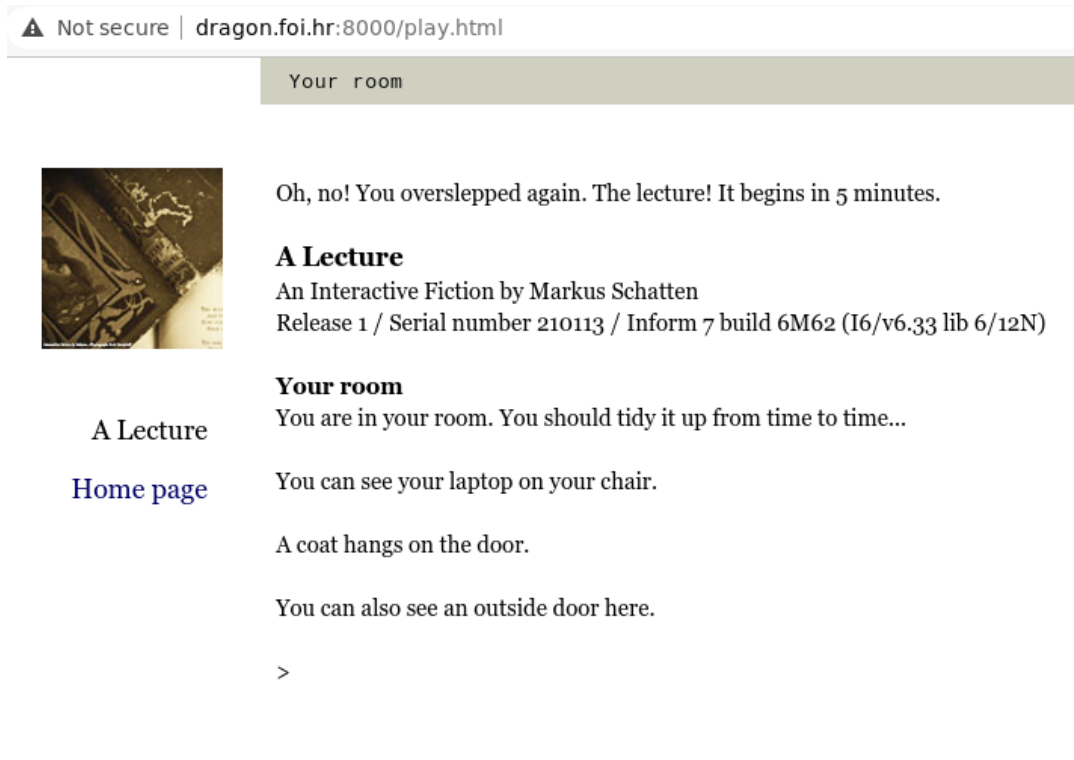 Not secure | dragon.foi.hr:8000/play.html
Your room
Oh, no! You overslepped again. The lecture! It begins in 5 minutes.
A Lecture
An Interactive Fiction by Markus Schatten
Release 1 / Serial number 210113 / Inform 7 build 6M62 (I6/v6.33 lib 6/12N)
Your room
You are in your room. You should tidy it up from time to time...
You can see your laptop on your chair.
A coat hangs on the door.
You can also see an outside door here.
>
A Lecture
Home page